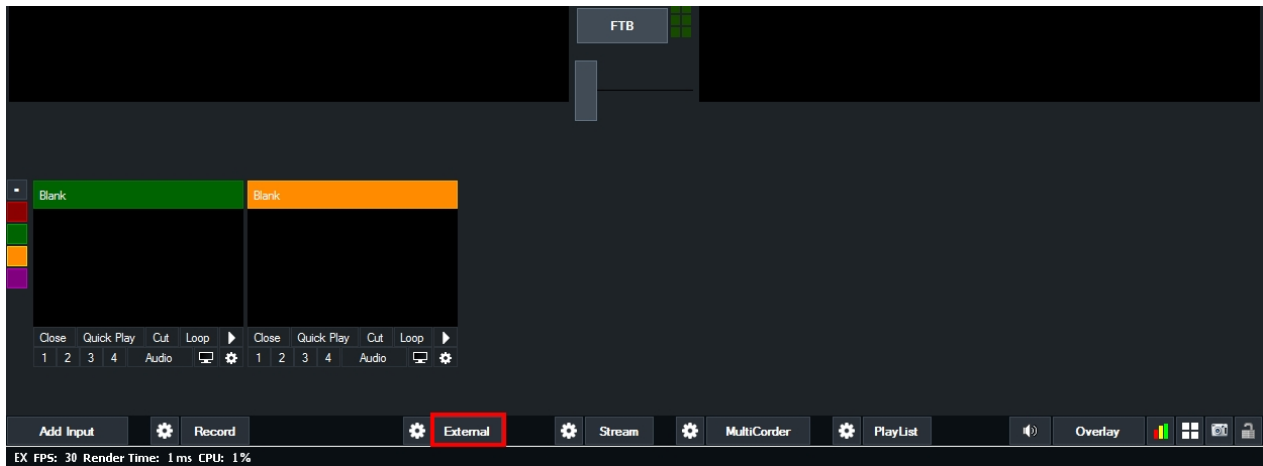 FTB
Blank Blank
Close Quick Play Cut Loop Close Quick Play Cut Loop
1 2 3 4 Audio 1 2 3 4 Audio
Add Input Record External Stream MultiCorder PlayList Overlay
EX FPS: 30 Render Time: 1 ms CPU: 1%